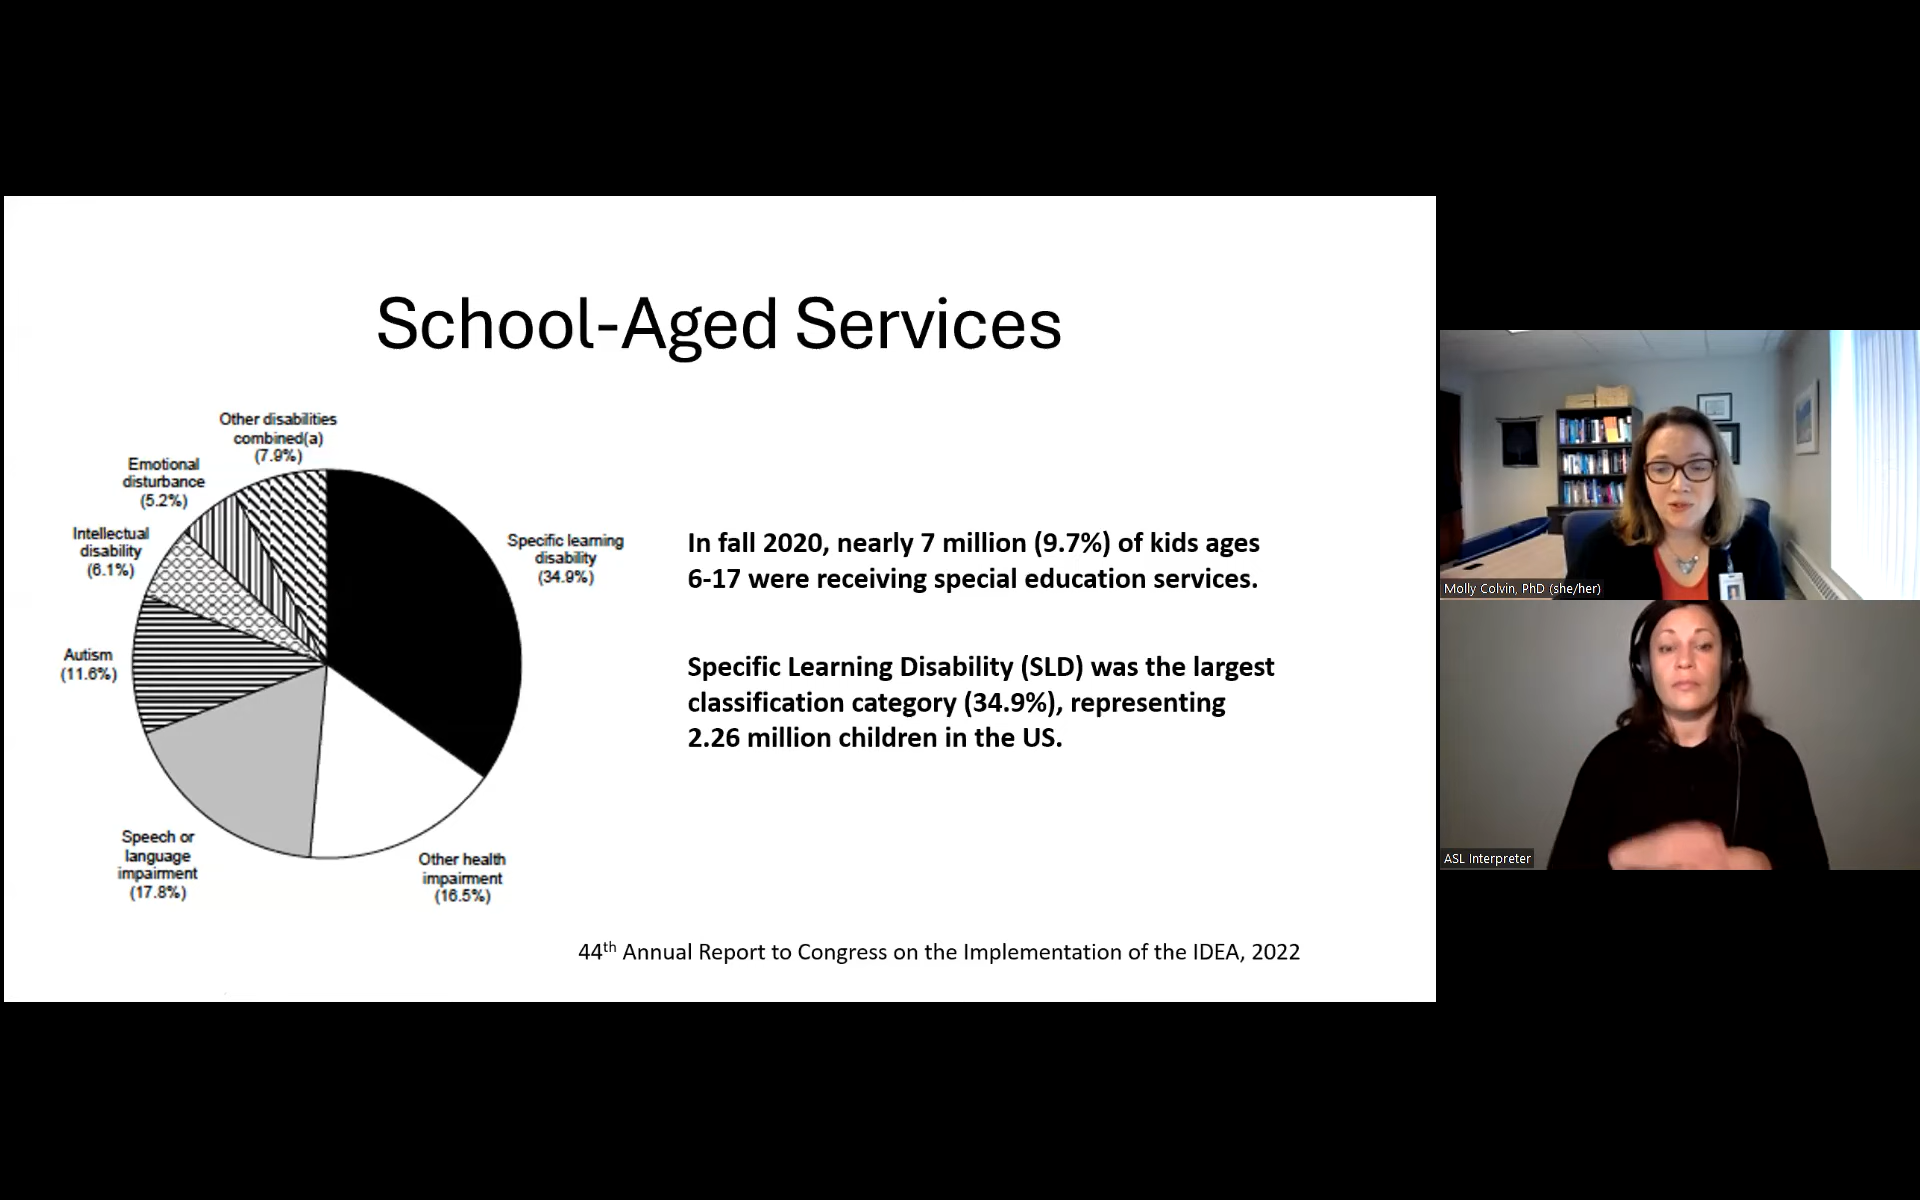 School-Aged Services
Other disabilities
combined(a)
(7.9%)
Emotional
disturbance
(5.2%)
Intellectual
disability
(6.1%)
Autism
(11.6%)
Speech or
language
impairment
(17.8%)
Other health
impairment
(16.5%)
Specific learning
disability
(34.9%)
In fall 2020, nearly 7 million (9.7%) of kids ages
6-17 were receiving special education services.
Specific Learning Disability (SLD) was the largest
classification category (34.9%), representing
2.26 million children in the US.
44th Annual Report to Congress on the Implementation of the IDEA, 2022
Molly Colvin, PhD (she/her)
ASL Interpreter